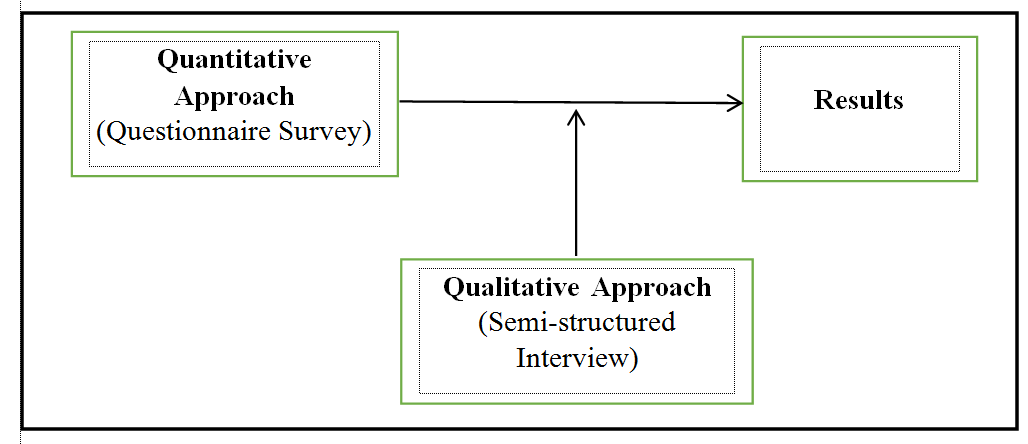 Quantitative
Approach
(Questionnaire Survey)
Results
Qualitative Approach
(Semi-structured
Interview)